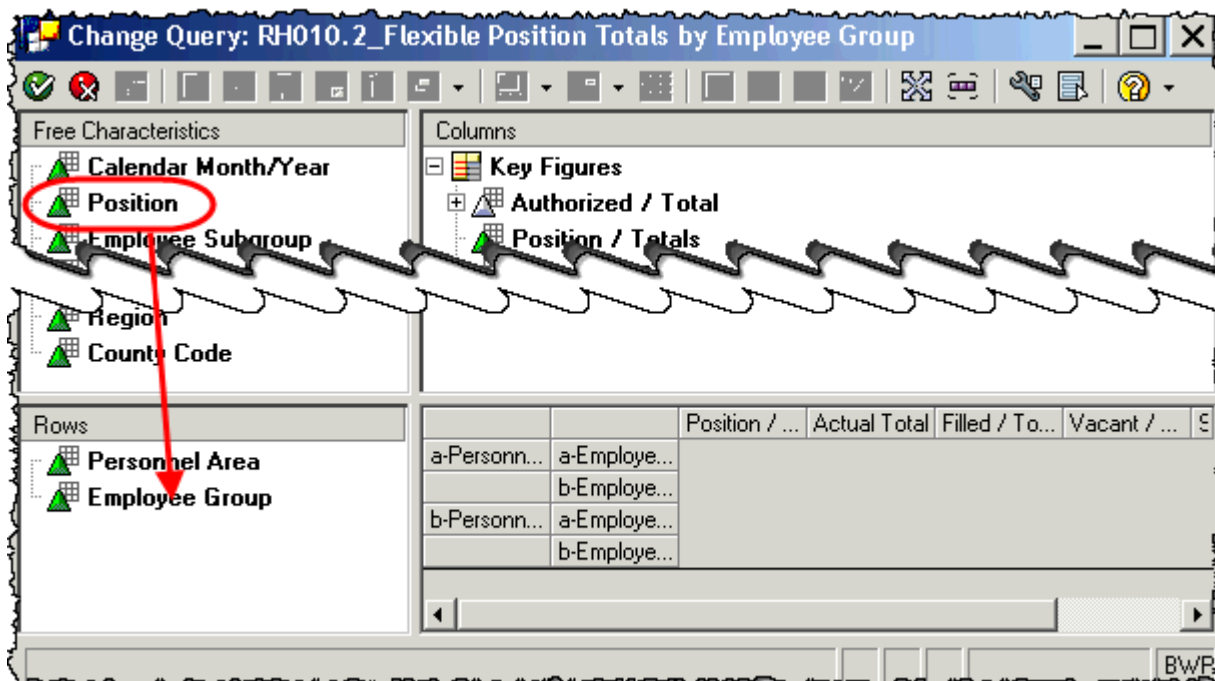 Change Query: RH010.2_Flexible Position Totals by Employee Group
Free Characteristics
Calendar Month/Year
Position
Employee Subgroup
Region
County Code
Columns
Key Figures
Authorized / Total
Position / Totals
Rows
Personnel Area
Employee Group
Position / ... Actual Total Filled / To... Vacant / ... S
a-Personn... a-Employe...
b-Employe...
b-Personn... a-Employe...
b-Employe...
BWP